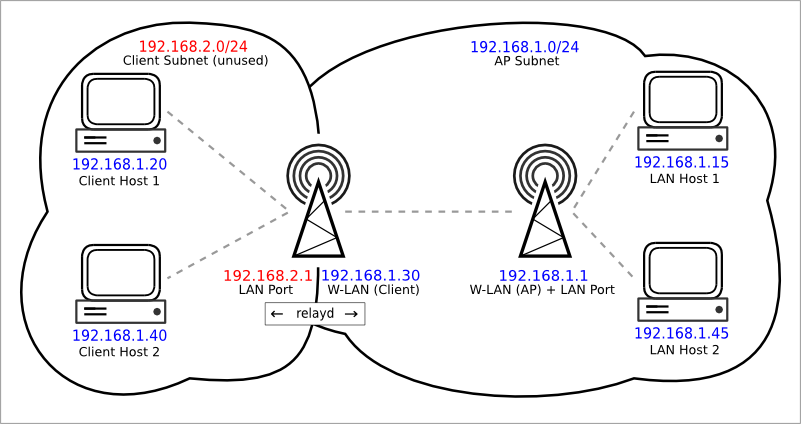 192.168.2.0/24
Client Subnet (unused)
192.168.1.0/24
AP Subnet
192.168.1.20
Client Host 1
192.168.1.15
LAN Host 1
192.168.2.1
LAN Port
192.168.1.30
W-LAN (Client)
192.168.1.1
W-LAN (AP) + LAN Port
← relayd →
192.168.1.40
Client Host 2
192.168.1.45
LAN Host 2